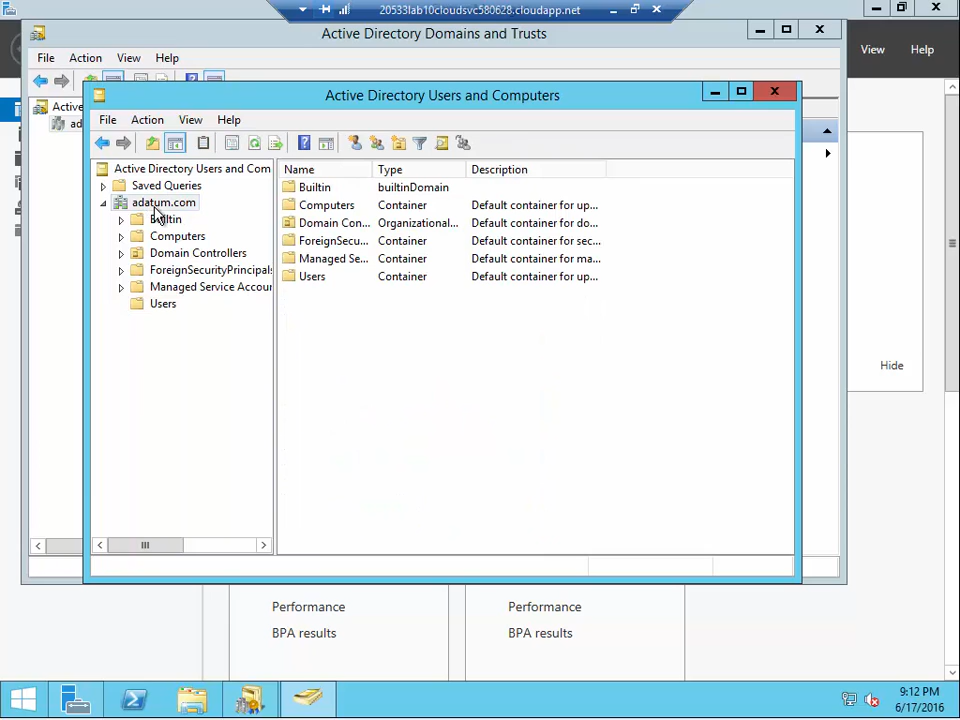 20533lab10cloudsvc580628.cloudapp.net
Active Directory Domains and Trusts
File Action View Help
View Help
Active
ad
Active Directory Users and Computers
File Action View Help
Active Directory Users and Com
Saved Queries
adatum.com
Builtin
Computers
Domain Controllers
ForeignSecurityPrincipals
Managed Service Accour
Users
Name Type Description
Builtin builtinDomain
Computers Container Default container for up...
Domain Con... Organizational... Default container for do...
ForeignSecu... Container Default container for sec...
Managed Se... Container Default container for ma...
Users Container Default container for up...
Hide
Performance Performance
BPA results BPA results
9:12 PM
6/17/2016